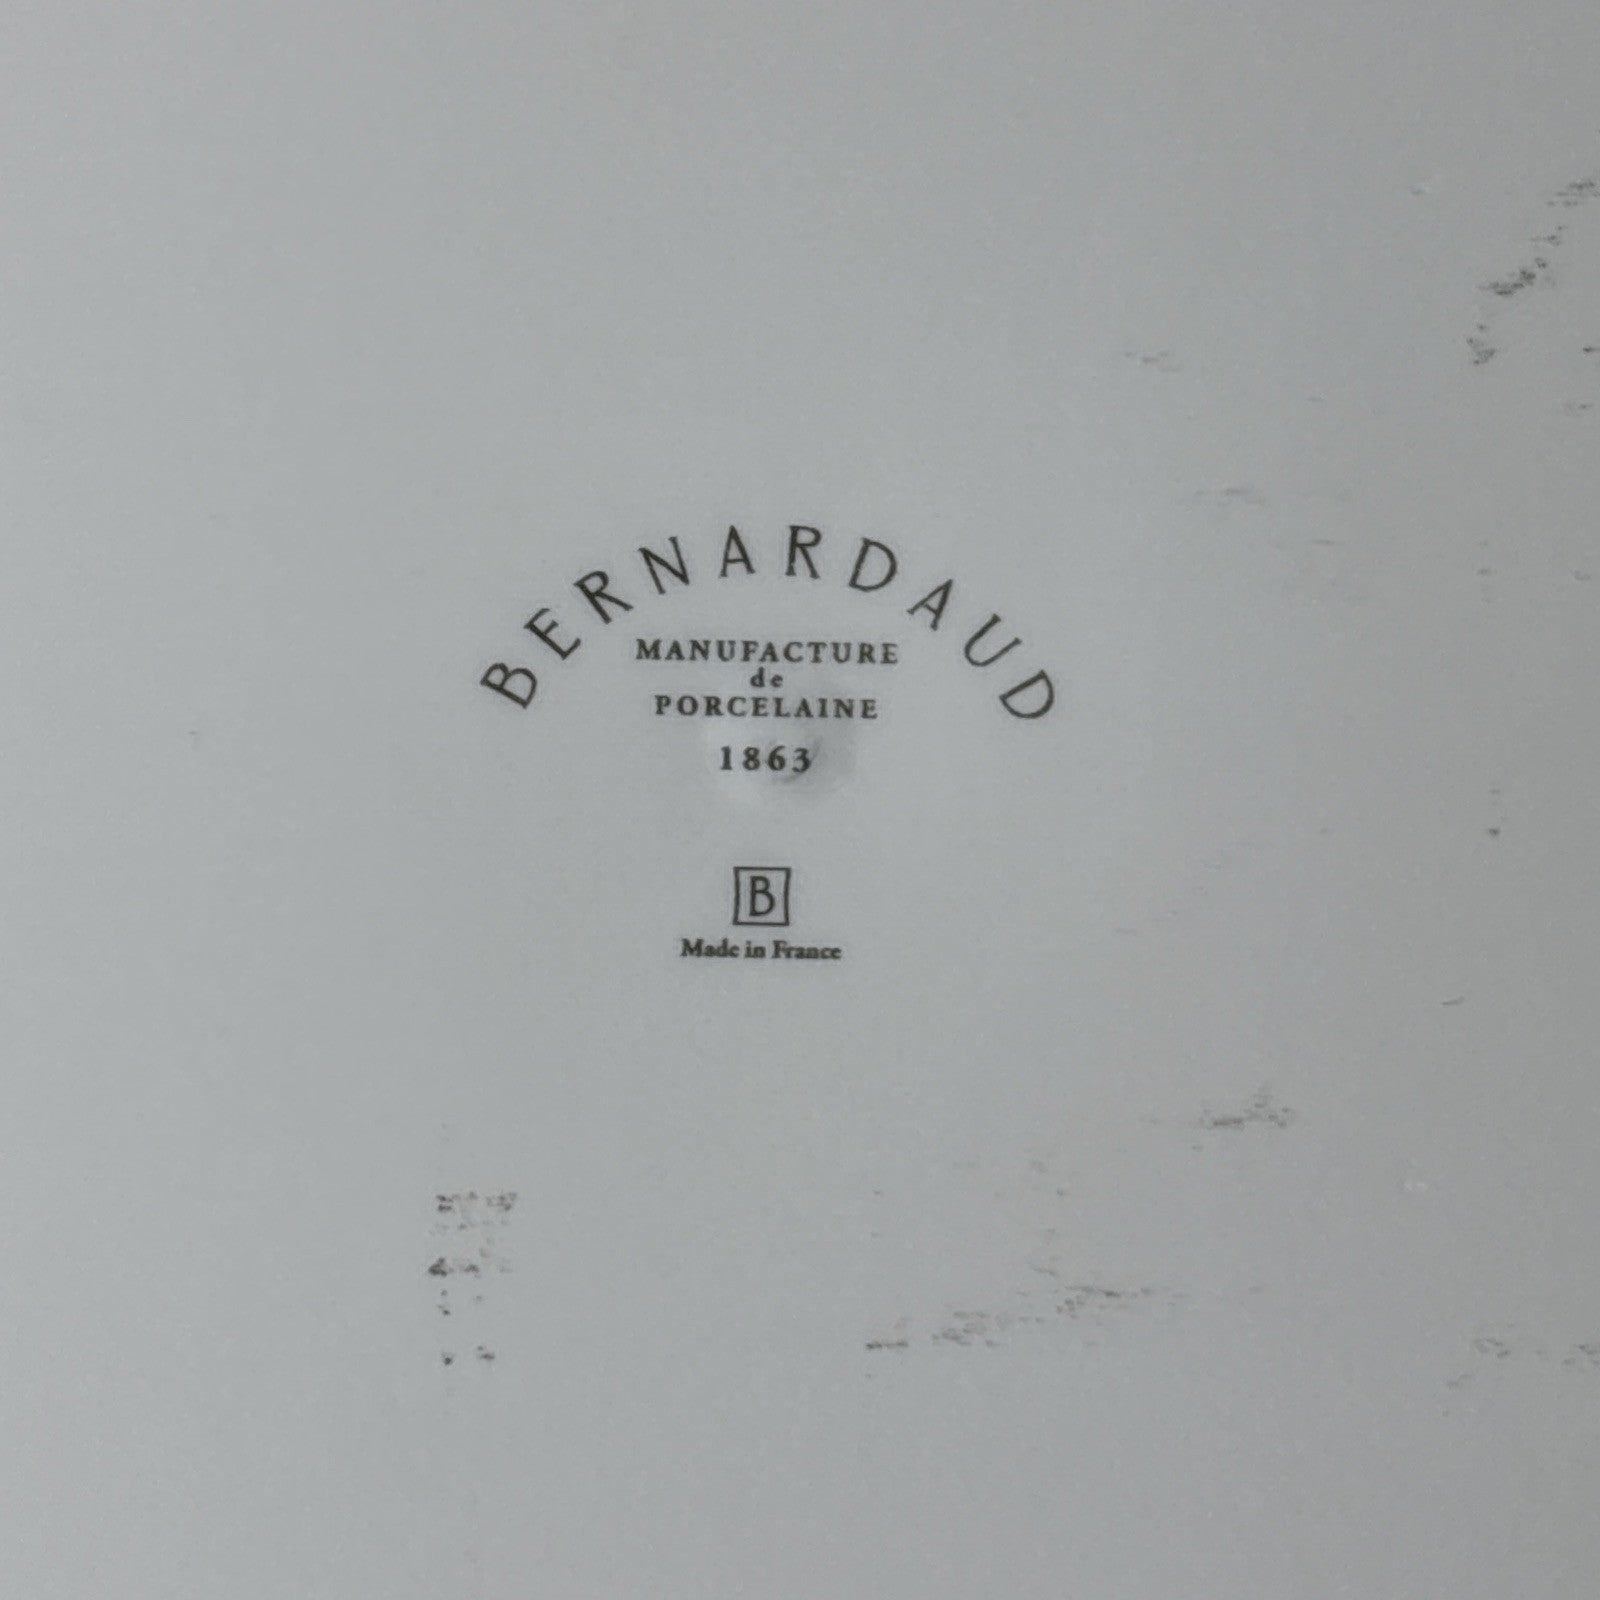 BERNARDAUD
MANUFACTURE
de
PORCELAINE
1863
B
Made in France